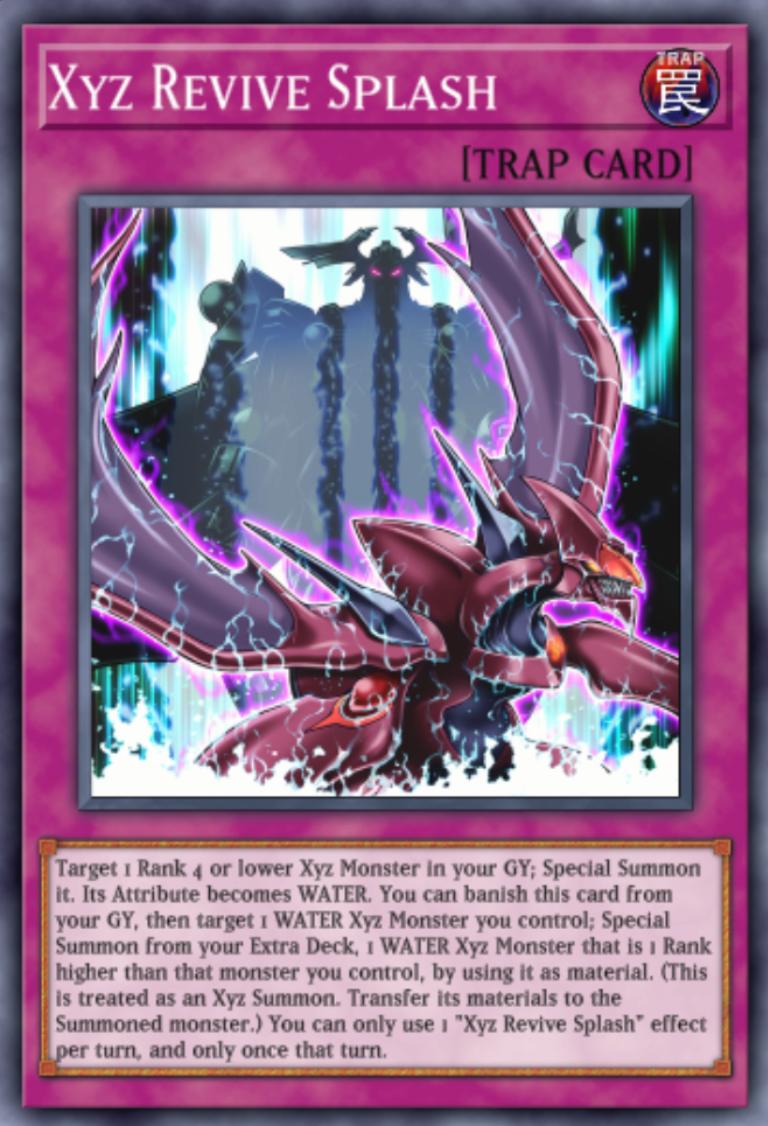 Xyz Revive Splash
TRAP
罠
[TRAP CARD]
Target 1 Rank 4 or lower Xyz Monster in your GY; Special Summon
it. Its Attribute becomes WATER. You can banish this card from
your GY, then target 1 WATER Xyz Monster you control; Special
Summon from your Extra Deck, 1 WATER Xyz Monster that is 1 Rank
higher than that monster you control, by using it as material. (This
is treated as an Xyz Summon. Transfer its materials to the
Summoned monster.) You can only use 1 "Xyz Revive Splash" effect
per turn, and only once that turn.